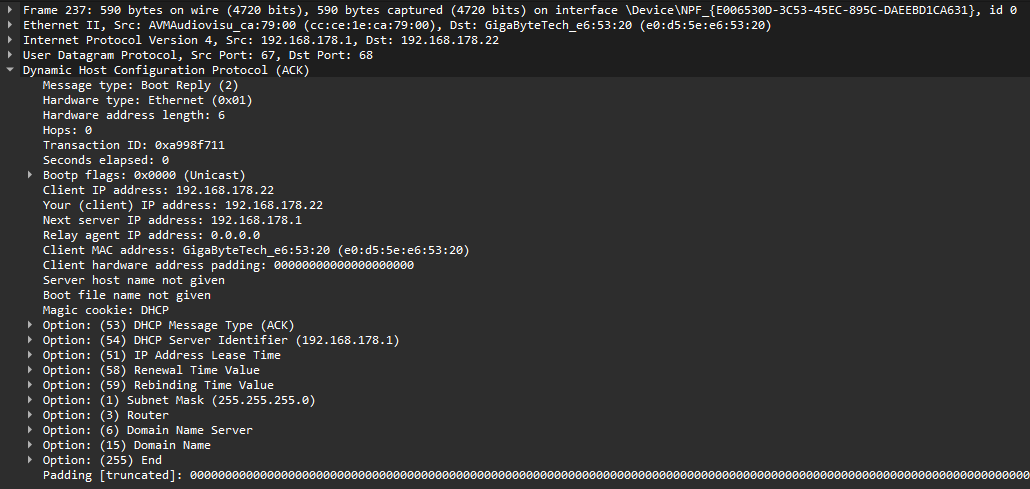 Frame 237: 590 bytes on wire (4720 bits), 590 bytes captured (4720 bits) on interface \Device\NPF_{E006530D-3C53-45EC-895C-DAEEBD1CA631}, id 0
Ethernet II, Src: AVMAudiovisu_ca:79:00 (cc:ce:1e:ca:79:00), Dst: GigaByteTech_e6:53:20 (e0:d5:5e:e6:53:20)
Internet Protocol Version 4, Src: 192.168.178.1, Dst: 192.168.178.22
User Datagram Protocol, Src Port: 67, Dst Port: 68
Dynamic Host Configuration Protocol (ACK)
Message type: Boot Reply (2)
Hardware type: Ethernet (0x01)
Hardware address length: 6
Hops: 0
Transaction ID: 0xa998f711
Seconds elapsed: 0
Bootp flags: 0x0000 (Unicast)
Client IP address: 192.168.178.22
Your (client) IP address: 192.168.178.22
Next server IP address: 192.168.178.1
Relay agent IP address: 0.0.0.0
Client MAC address: GigaByteTech_e6:53:20 (e0:d5:5e:e6:53:20)
Client hardware address padding: 00000000000000000000
Server host name not given
Boot file name not given
Magic cookie: DHCP
Option: (53) DHCP Message Type (ACK)
Option: (54) DHCP Server Identifier (192.168.178.1)
Option: (51) IP Address Lease Time
Option: (58) Renewal Time Value
Option: (59) Rebinding Time Value
Option: (1) Subnet Mask (255.255.255.0)
Option: (3) Router
Option: (6) Domain Name Server
Option: (15) Domain Name
Option: (255) End
Padding [truncated]: 000000000000000000000000000000000000000000000000000000000000000000000000000000000000000000000000000000000000000000000000